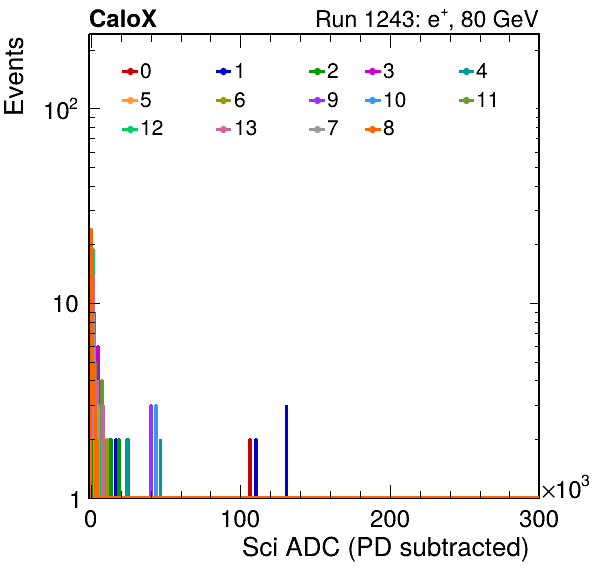 CaloX Run 1243: e⁺, 80 GeV
Events
0 1 2 3 4
5 6 9 10 11
12 13 7 8
10²
10
1
0 100 200 300
×10³
Sci ADC (PD subtracted)